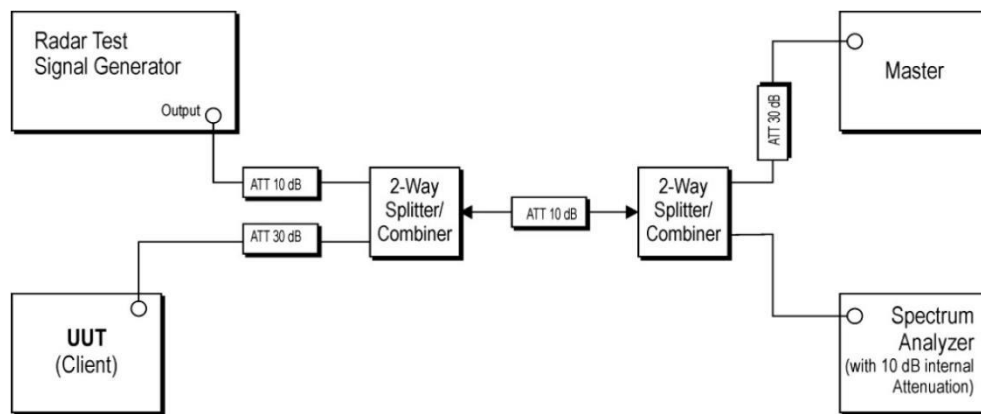 Radar Test
Signal Generator
Output
ATT 10 dB
ATT 30 dB
2-Way
Splitter/
Combiner
ATT 10 dB
2-Way
Splitter/
Combiner
ATT 30 dB
Master
UUT
(Client)
Spectrum
Analyzer
(with 10 dB internal
Attenuation)